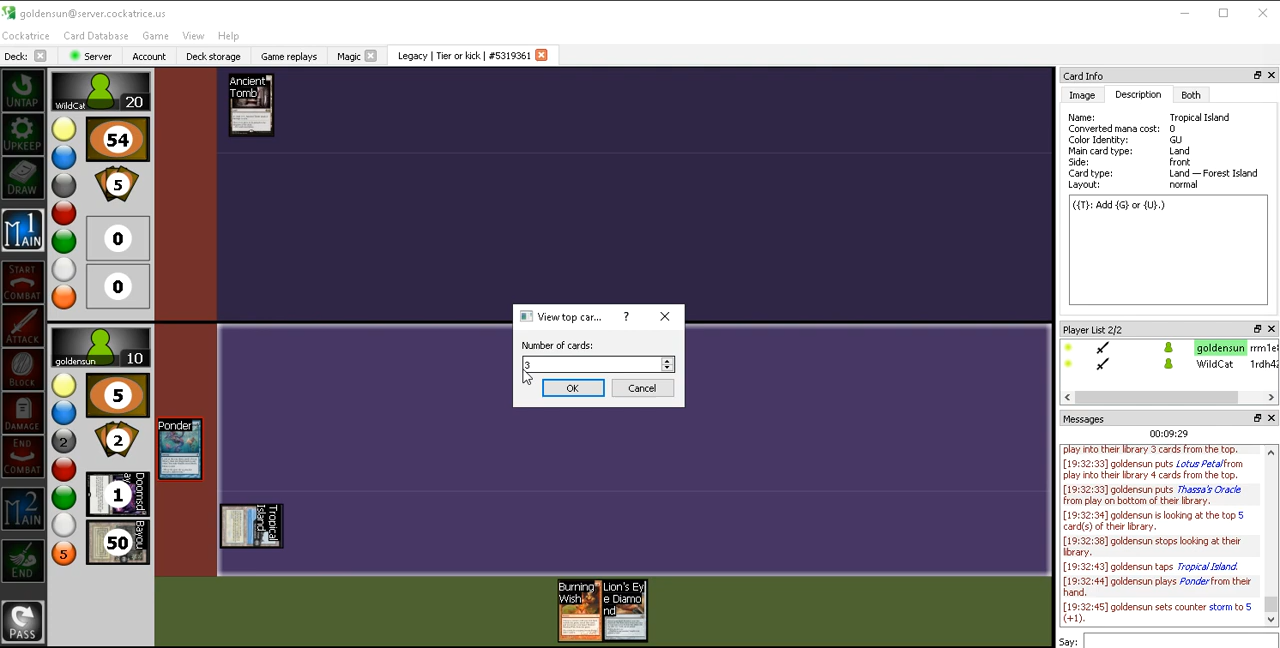 goldensun@server.cockatrice.us
Cockatrice Card Database Game View Help
Deck: Server Account Deck storage Game replays Magic Legacy | Tier or kick | #5319361
UNTAP
UPKEEP
DRAW
1
MAIN
START
COMBAT
ATTACK
BLOCK
DAMAGE
END
COMBAT
2
MAIN
END
PASS
WildCat 20
54
5
0
0
Ancient
Tomb
goldensun 10
5
2
2
1
50
5
Doomsd
ay
Bayou
Ponder
Tropical
Island
Burning
Wish
Lion's Ey
e Diamo
nd
View top car... ?
Number of cards:
3
OK Cancel
Card Info
Image Description Both
Name: Tropical Island
Converted mana cost: 0
Color Identity: GU
Main card type: Land
Side: front
Card type: Land — Forest Island
Layout: normal
({T}: Add {G} or {U}.)
Player List 2/2
goldensun rrm1e
WildCat 1rdh42
Messages
00:09:29
play into their library 3 cards from the top.
[19:32:33] goldensun puts Lotus Petal from
play into their library 4 cards from the top.
[19:32:33] goldensun puts Thassa's Oracle
from play on bottom of their library.
[19:32:34] goldensun is looking at the top 5
card(s) of their library.
[19:32:38] goldensun stops looking at their
library.
[19:32:43] goldensun taps Tropical Island.
[19:32:44] goldensun plays Ponder from their
hand.
[19:32:45] goldensun sets counter storm to 5
(+1).
Say: